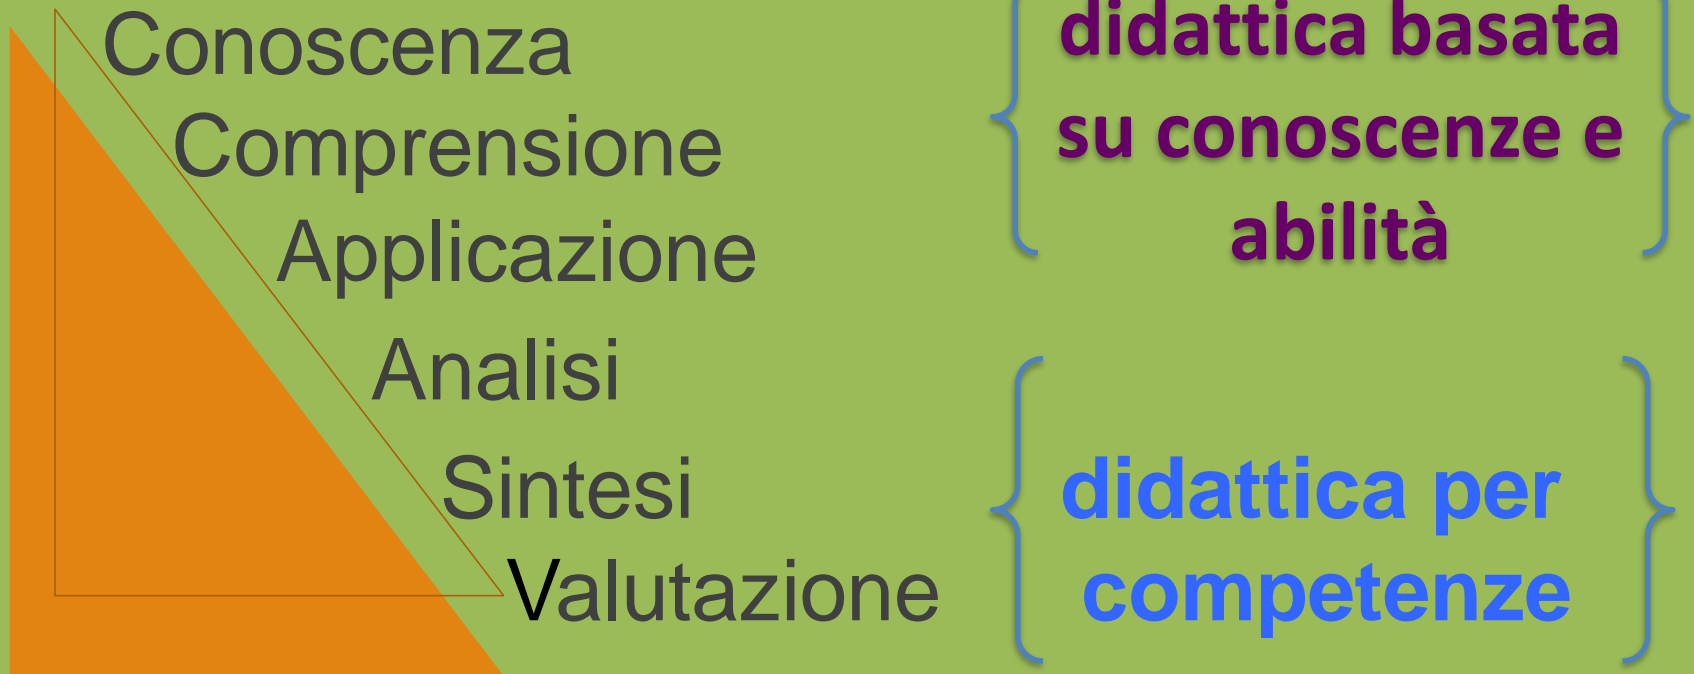 Conoscenza
Comprensione
Applicazione
Analisi
Sintesi
Valutazione
didattica basata
su conoscenze e
abilità
didattica per
competenze